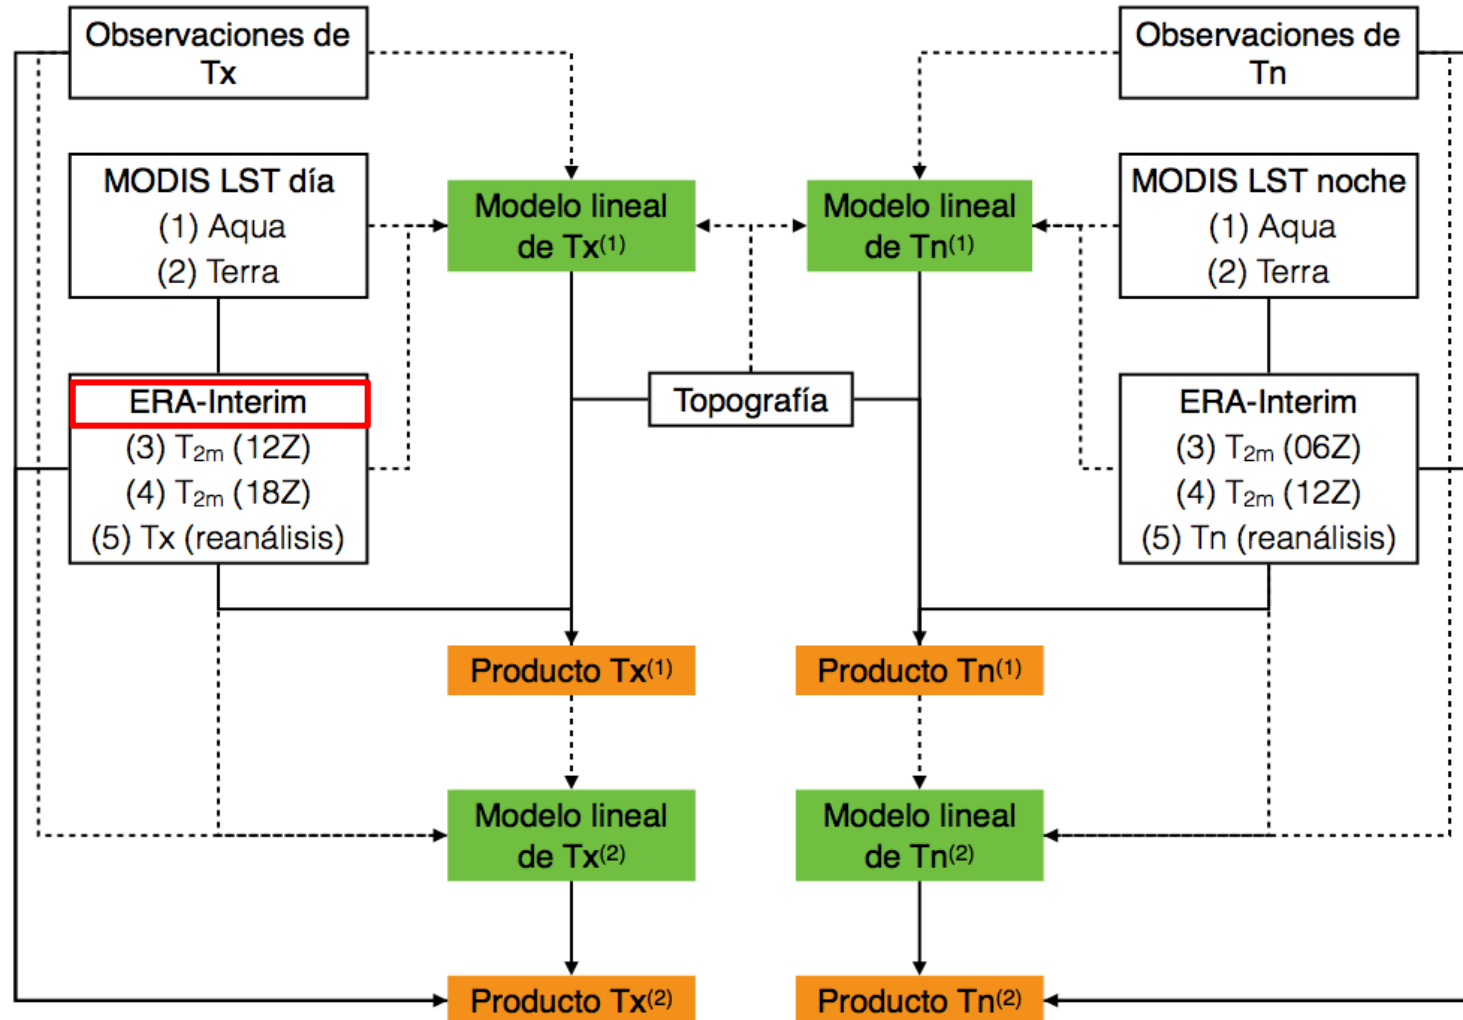 Observaciones de
Tx
MODIS LST día
(1) Aqua
(2) Terra
ERA-Interim
(3) T2m (12Z)
(4) T2m (18Z)
(5) Tx (reanálisis)
Modelo lineal
de Tx(1)
Modelo lineal
de Tn(1)
Topografía
Observaciones de
Tn
MODIS LST noche
(1) Aqua
(2) Terra
ERA-Interim
(3) T2m (06Z)
(4) T2m (12Z)
(5) Tn (reanálisis)
Producto Tx(1)
Producto Tn(1)
Modelo lineal
de Tx(2)
Modelo lineal
de Tn(2)
Producto Tx(2)
Producto Tn(2)